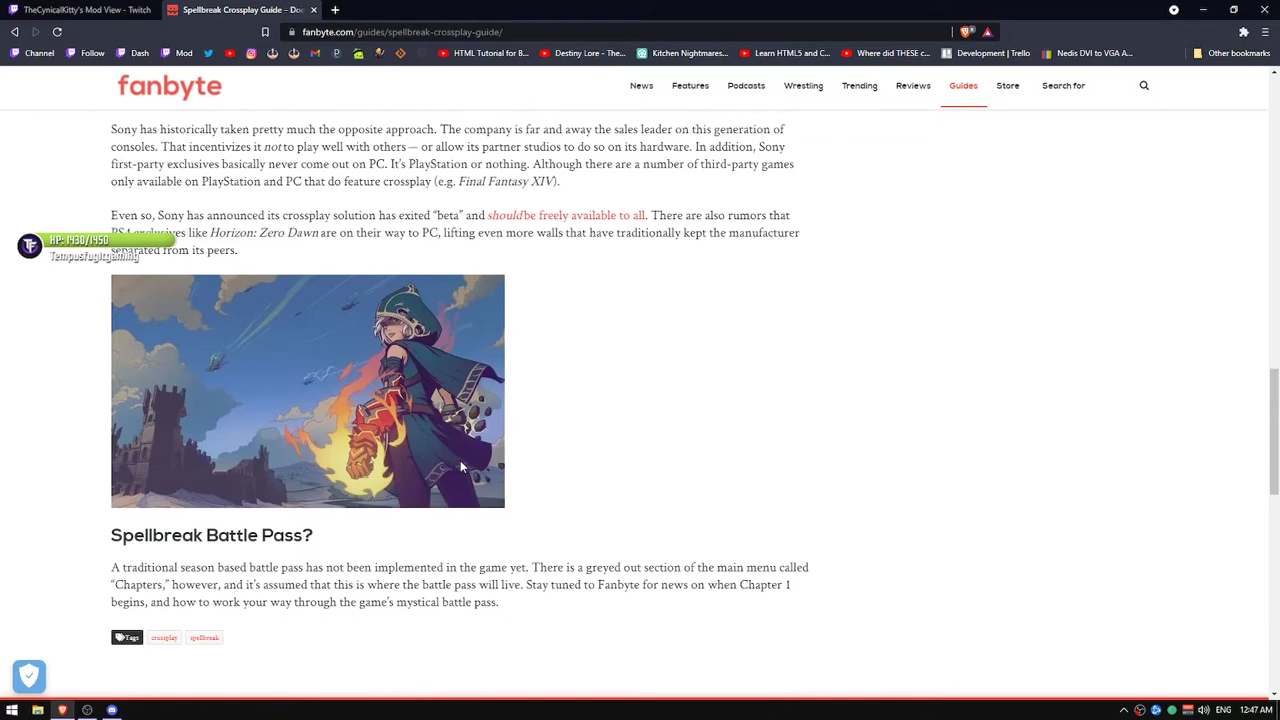 TheCynicalKitty's Mod View - Twitch
Spellbreak Guides: Does
fanbyte.com/guides/spellbreak-crossplay-guide/
Channel Follow Dash Mod HTML Tutorial for B... Destiny Lore - The... Kitchen Nightmares... Learn HTML5 and C... Where did THESE c... Development | Trello Nedis DVI to VGA A... Other bookmarks
fanbyte
News Features Podcasts Wrestling Trending Reviews Guides Store Search for
Sony has historically taken pretty much the opposite approach. The company is far and away the sales leader on this generation of
consoles. That incentivizes it not to play well with others — or allow its partner studios to do so on its hardware. In addition, Sony
first-party exclusives basically never come out on PC. It's PlayStation or nothing. Although there are a number of third-party games
only available on PlayStation and PC that do feature crossplay (e.g. Final Fantasy XIV).
Even so, Sony has announced its crossplay solution has exited "beta" and should be freely available to all. There are also rumors that
PS4 exclusives like Horizon: Zero Dawn are on their way to PC, lifting even more walls that have traditionally kept the manufacturer
HP: 1430/1450
separated from its peers.
Tempusfugitgaming
Spellbreak Battle Pass?
A traditional season based battle pass has not been implemented in the game yet. There is a greyed out section of the main menu called
"Chapters," however, and it's assumed that this is where the battle pass will live. Stay tuned to Fanbyte for news on when Chapter 1
begins, and how to work your way through the game's mystical battle pass.
Tags crossplay spellbreak
ENG 12:47 AM